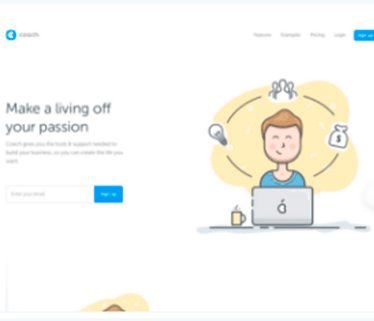 coach
Features Examples Pricing Login Sign up
Make a living off
your passion
Coach gives you the tools & support needed to
build your business, so you can create the life you
want.
Enter your email Sign up